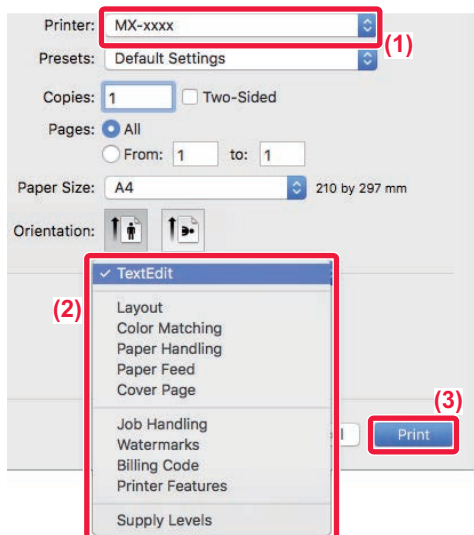 Printer: MX-xxxx
(1)
Presets: Default Settings
Copies: 1 Two-Sided
Pages: All
From: 1 to: 1
Paper Size: A4 210 by 297 mm
Orientation:
✓ TextEdit
(2)
Layout
Color Matching
Paper Handling
Paper Feed
Cover Page
(3)
Job Handling
Watermarks
Billing Code
Printer Features
Supply Levels
Print